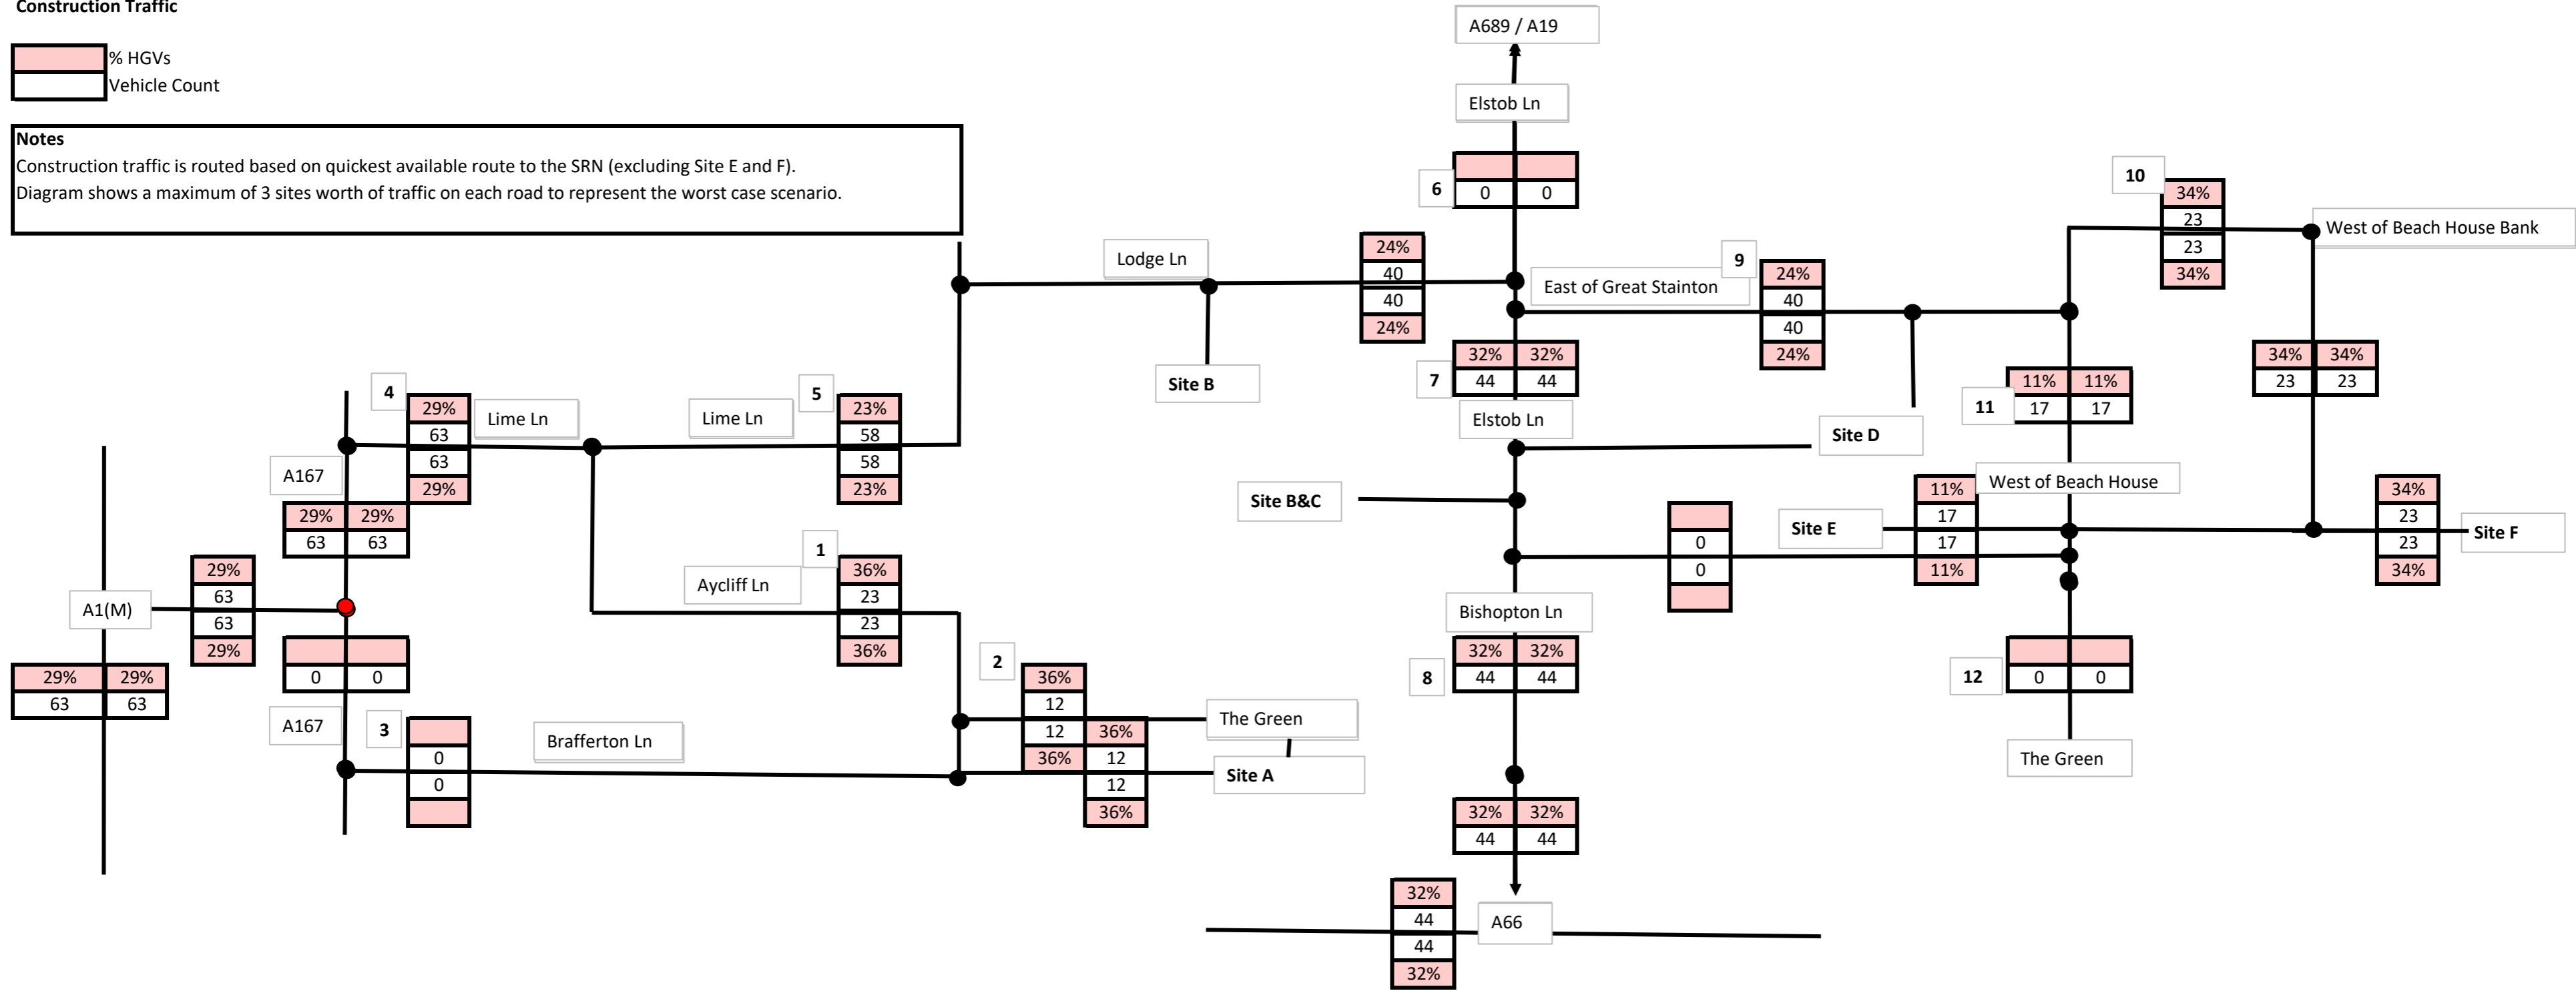 Construction Traffic
% HGVs
Vehicle Count
Notes
Construction traffic is routed based on quickest available route to the SRN (excluding Site E and F).
Diagram shows a maximum of 3 sites worth of traffic on each road to represent the worst case scenario.
A689 / A19
Elstob Ln
6
0 0
Lodge Ln
24%
40
40
24%
East of Great Stainton
9
24%
40
40
24%
10
34%
23
23
34%
West of Beach House Bank
Site B
7
32% 32%
44 44
Elstob Ln
11
11% 11%
17 17
34% 34%
23 23
4
29%
63
63
29%
Lime Ln
Lime Ln
5
23%
58
58
23%
A167
29% 29%
63 63
Site D
Site B&C
West of Beach House
Site E
11%
17
17
11%
34%
23
23
34%
Site F
0
0
A1(M)
29%
63
63
29%
29% 29%
63 63
1
Aycliff Ln
36%
23
23
36%
0 0
A167
3
0
0
Brafferton Ln
2
36%
12
12
36%
36%
12
12
36%
The Green
Site A
Bishopton Ln
8
32% 32%
44 44
12
0 0
The Green
32% 32%
44 44
32%
44
44
32%
A66